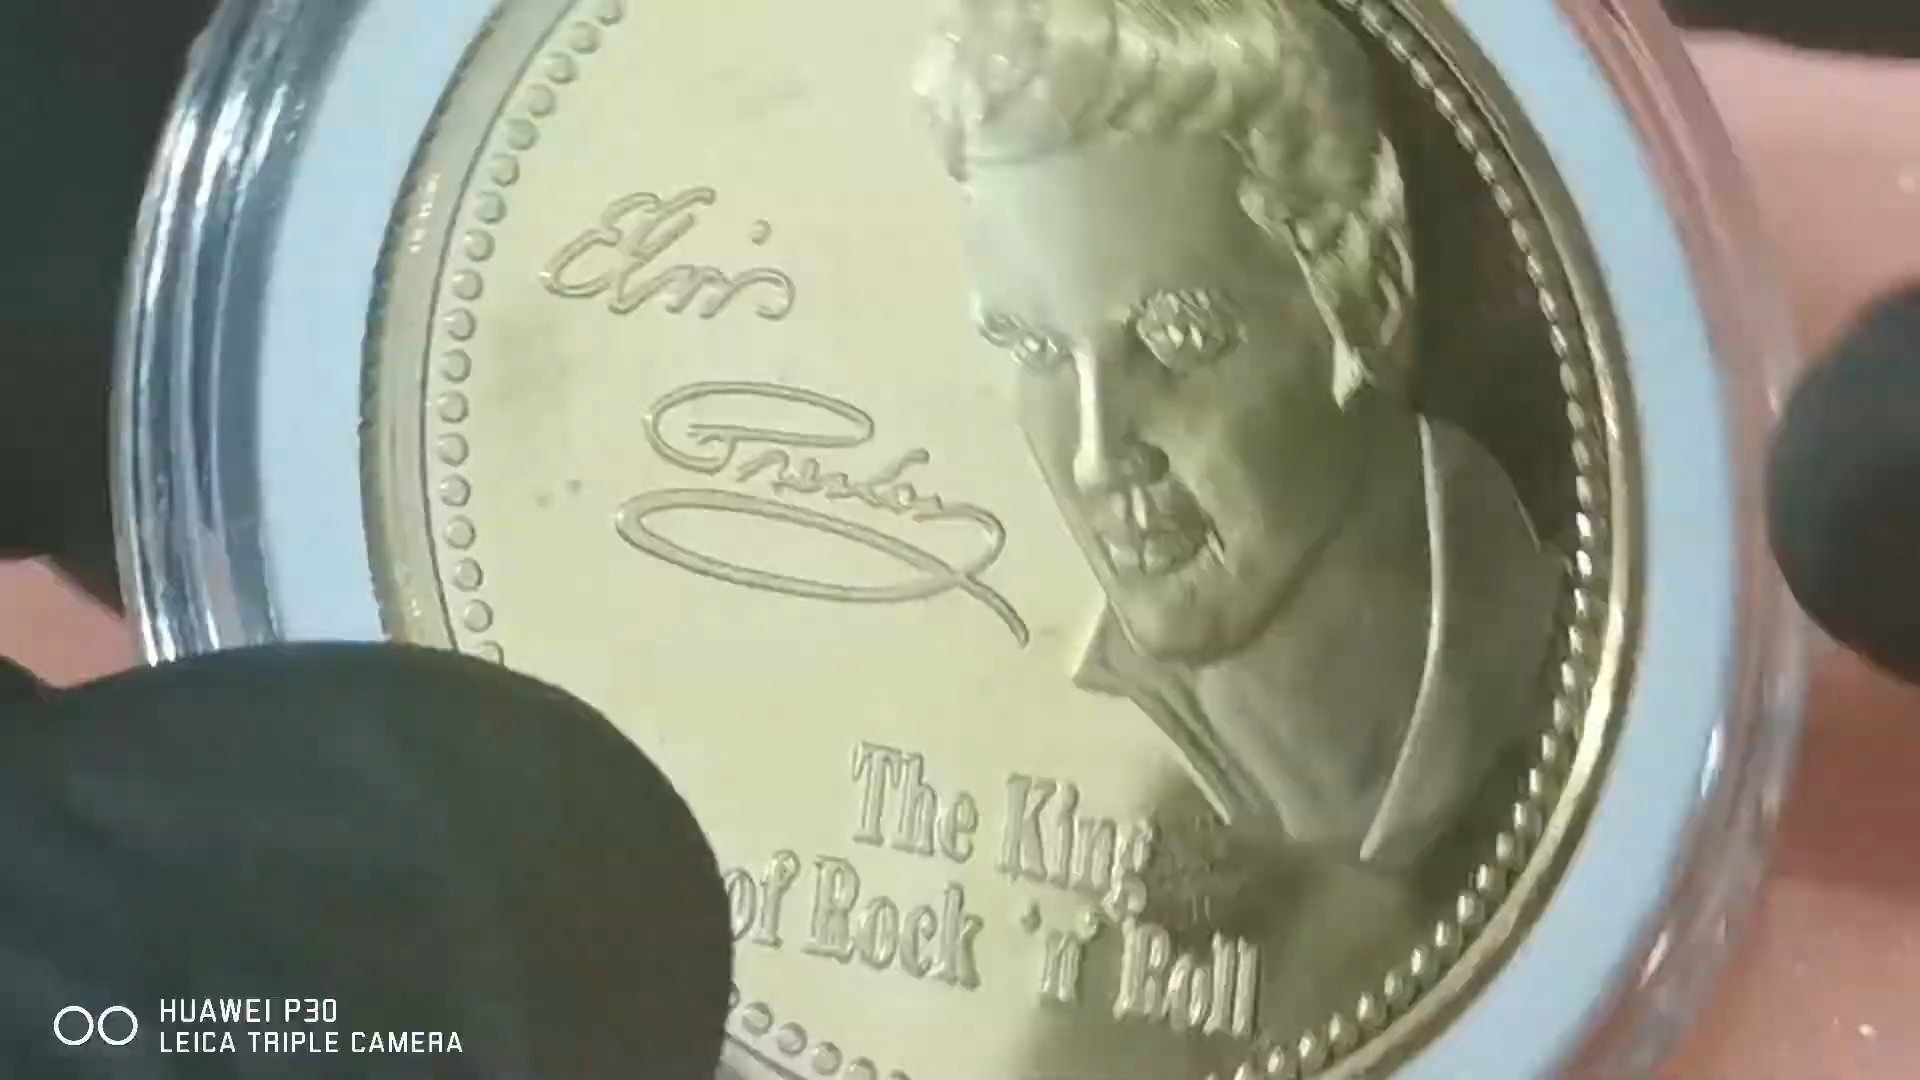 Elvis
Presley
The King
of Rock 'n' Roll
HUAWEI P30
LEICA TRIPLE CAMERA